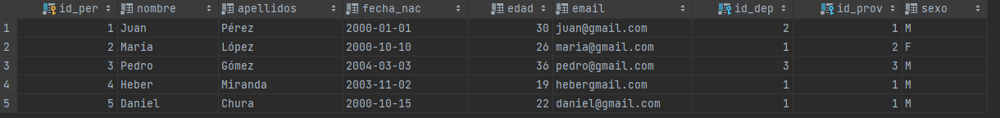 id_per nombre apellidos fecha_nac edad email id_dep id_prov sexo
1 1 Juan Pérez 2000-01-01 30 juan@gmail.com 2 1 M
2 2 María López 2000-10-10 26 maria@gmail.com 1 2 F
3 3 Pedro Gómez 2004-03-03 36 pedro@gmail.com 3 3 M
4 4 Heber Miranda 2003-11-02 19 hebergmail.com 1 1 M
5 5 Daniel Chura 2000-10-15 22 daniel@gmail.com 1 1 M